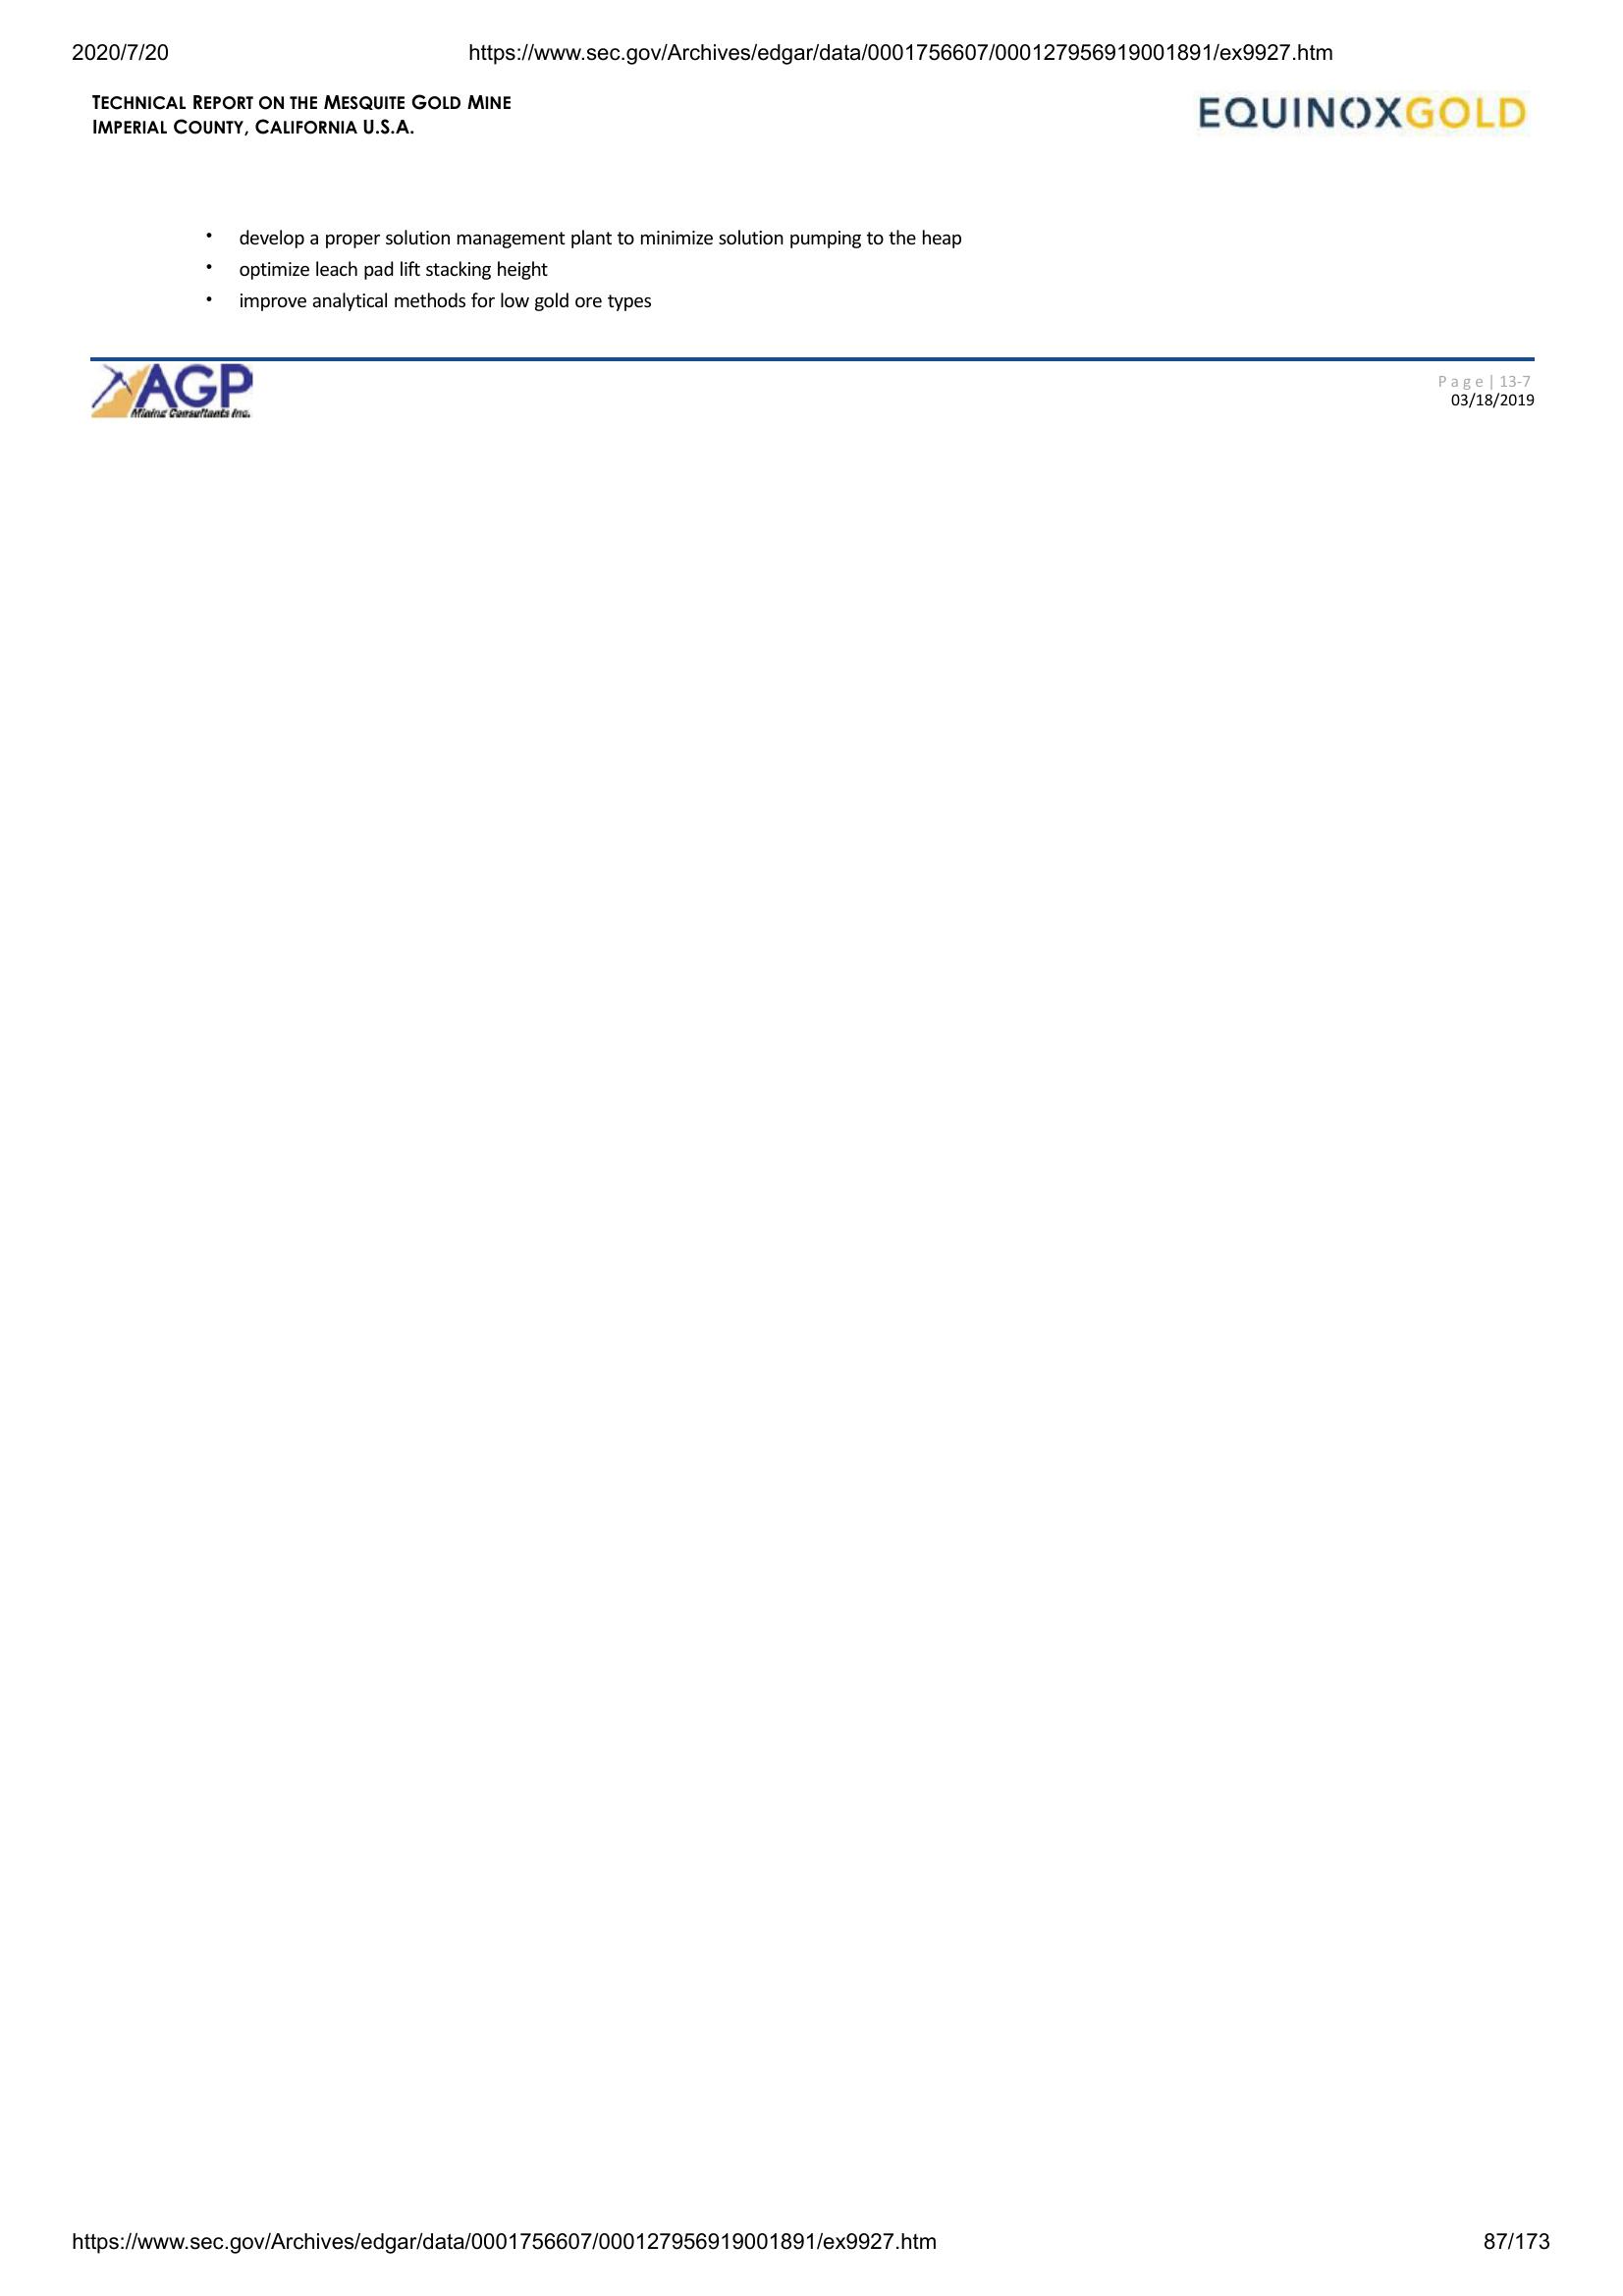 2020/7/20 https://www.sec.gov/Archives/edgar/data/0001756607/000127956919001891/ex9927.htm
TECHNICAL REPORT ON THE MESQUITE GOLD MINE
IMPERIAL COUNTY, CALIFORNIA U.S.A.
EQUINOXGOLD
• develop a proper solution management plant to minimize solution pumping to the heap
• optimize leach pad lift stacking height
• improve analytical methods for low gold ore types
AGP
Mining Consultants Inc.
Page | 13-7
03/18/2019
https://www.sec.gov/Archives/edgar/data/0001756607/000127956919001891/ex9927.htm 87/173